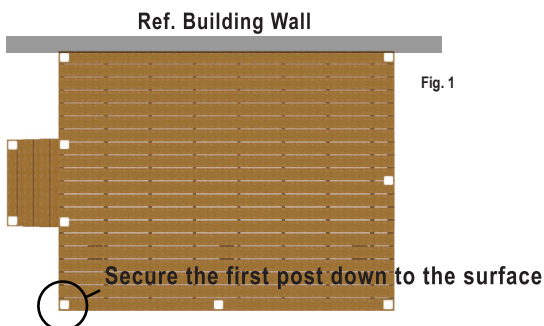 Ref. Building Wall
Fig. 1
Secure the first post down to the surface